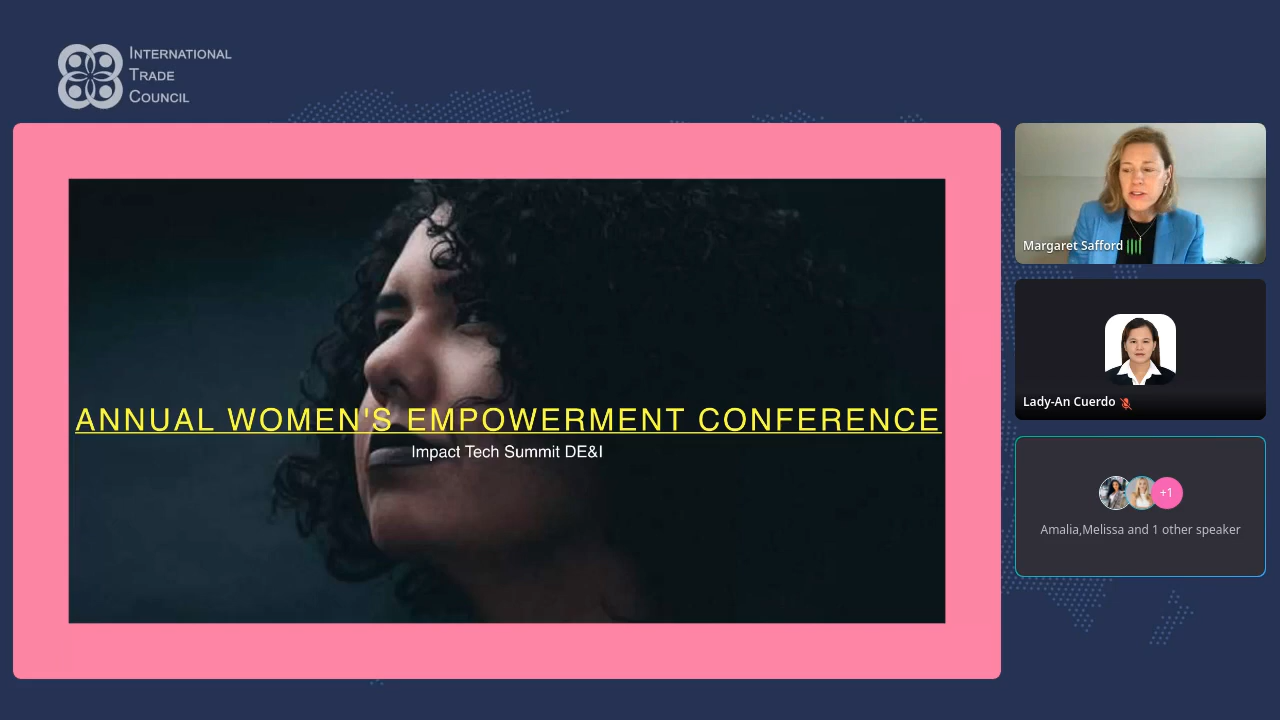 INTERNATIONAL
TRADE
COUNCIL
ANNUAL WOMEN'S EMPOWERMENT CONFERENCE
Impact Tech Summit DE&I
Margaret Safford
Lady-An Cuerdo
+1
Amalia,Melissa and 1 other speaker